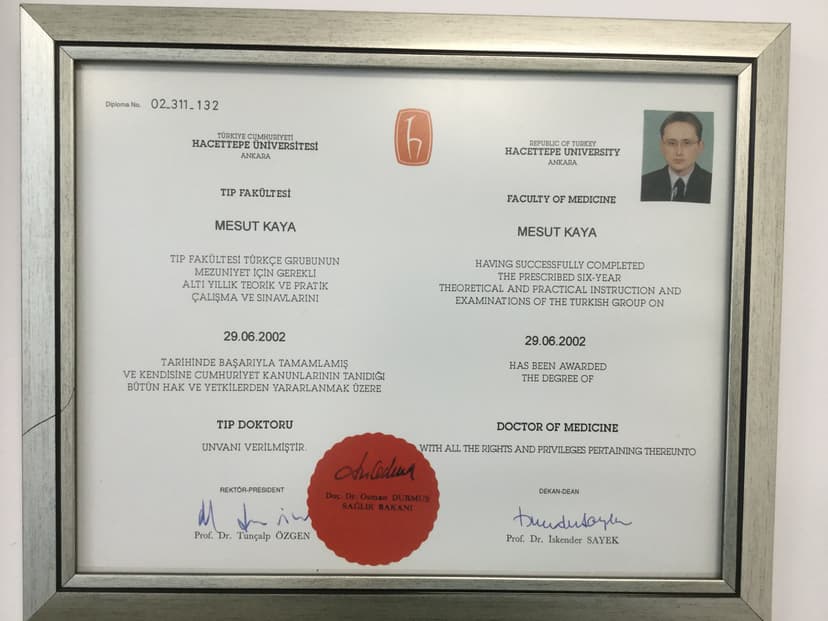 Diploma No. 02_311_132
TÜRKİYE CUMHURİYETİ
HACETTEPE ÜNİVERSİTESİ
ANKARA
TIP FAKÜLTESİ
MESUT KAYA
TIP FAKÜLTESİ TÜRKÇE GRUBUNUN
MEZUNİYET İÇİN GEREKLİ
ALTI YILLIK TEORİK VE PRATİK
ÇALIŞMA VE SINAVLARINI
29.06.2002
TARİHİNDE BAŞARIYLA TAMAMLAMIŞ
VE KENDİSİNE CUMHURİYET KANUNLARININ TANIDIĞI
BÜTÜN HAK VE YETKİLERDEN YARARLANMAK ÜZERE
TIP DOKTORU
UNVANI VERİLMİŞTİR.
REKTÖR-PRESIDENT
Prof. Dr. Tunçalp ÖZGEN
Doç. Dr. Osman DURMUŞ
SAĞLIK BAKANI
REPUBLIC OF TURKEY
HACETTEPE UNIVERSITY
ANKARA
FACULTY OF MEDICINE
MESUT KAYA
HAVING SUCCESSFULLY COMPLETED
THE PRESCRIBED SIX-YEAR
THEORETICAL AND PRACTICAL INSTRUCTION AND
EXAMINATIONS OF THE TURKISH GROUP ON
29.06.2002
HAS BEEN AWARDED
THE DEGREE OF
DOCTOR OF MEDICINE
WITH ALL THE RIGHTS AND PRIVILEGES PERTAINING THEREUNTO
DEKAN-DEAN
Prof. Dr. İskender SAYEK